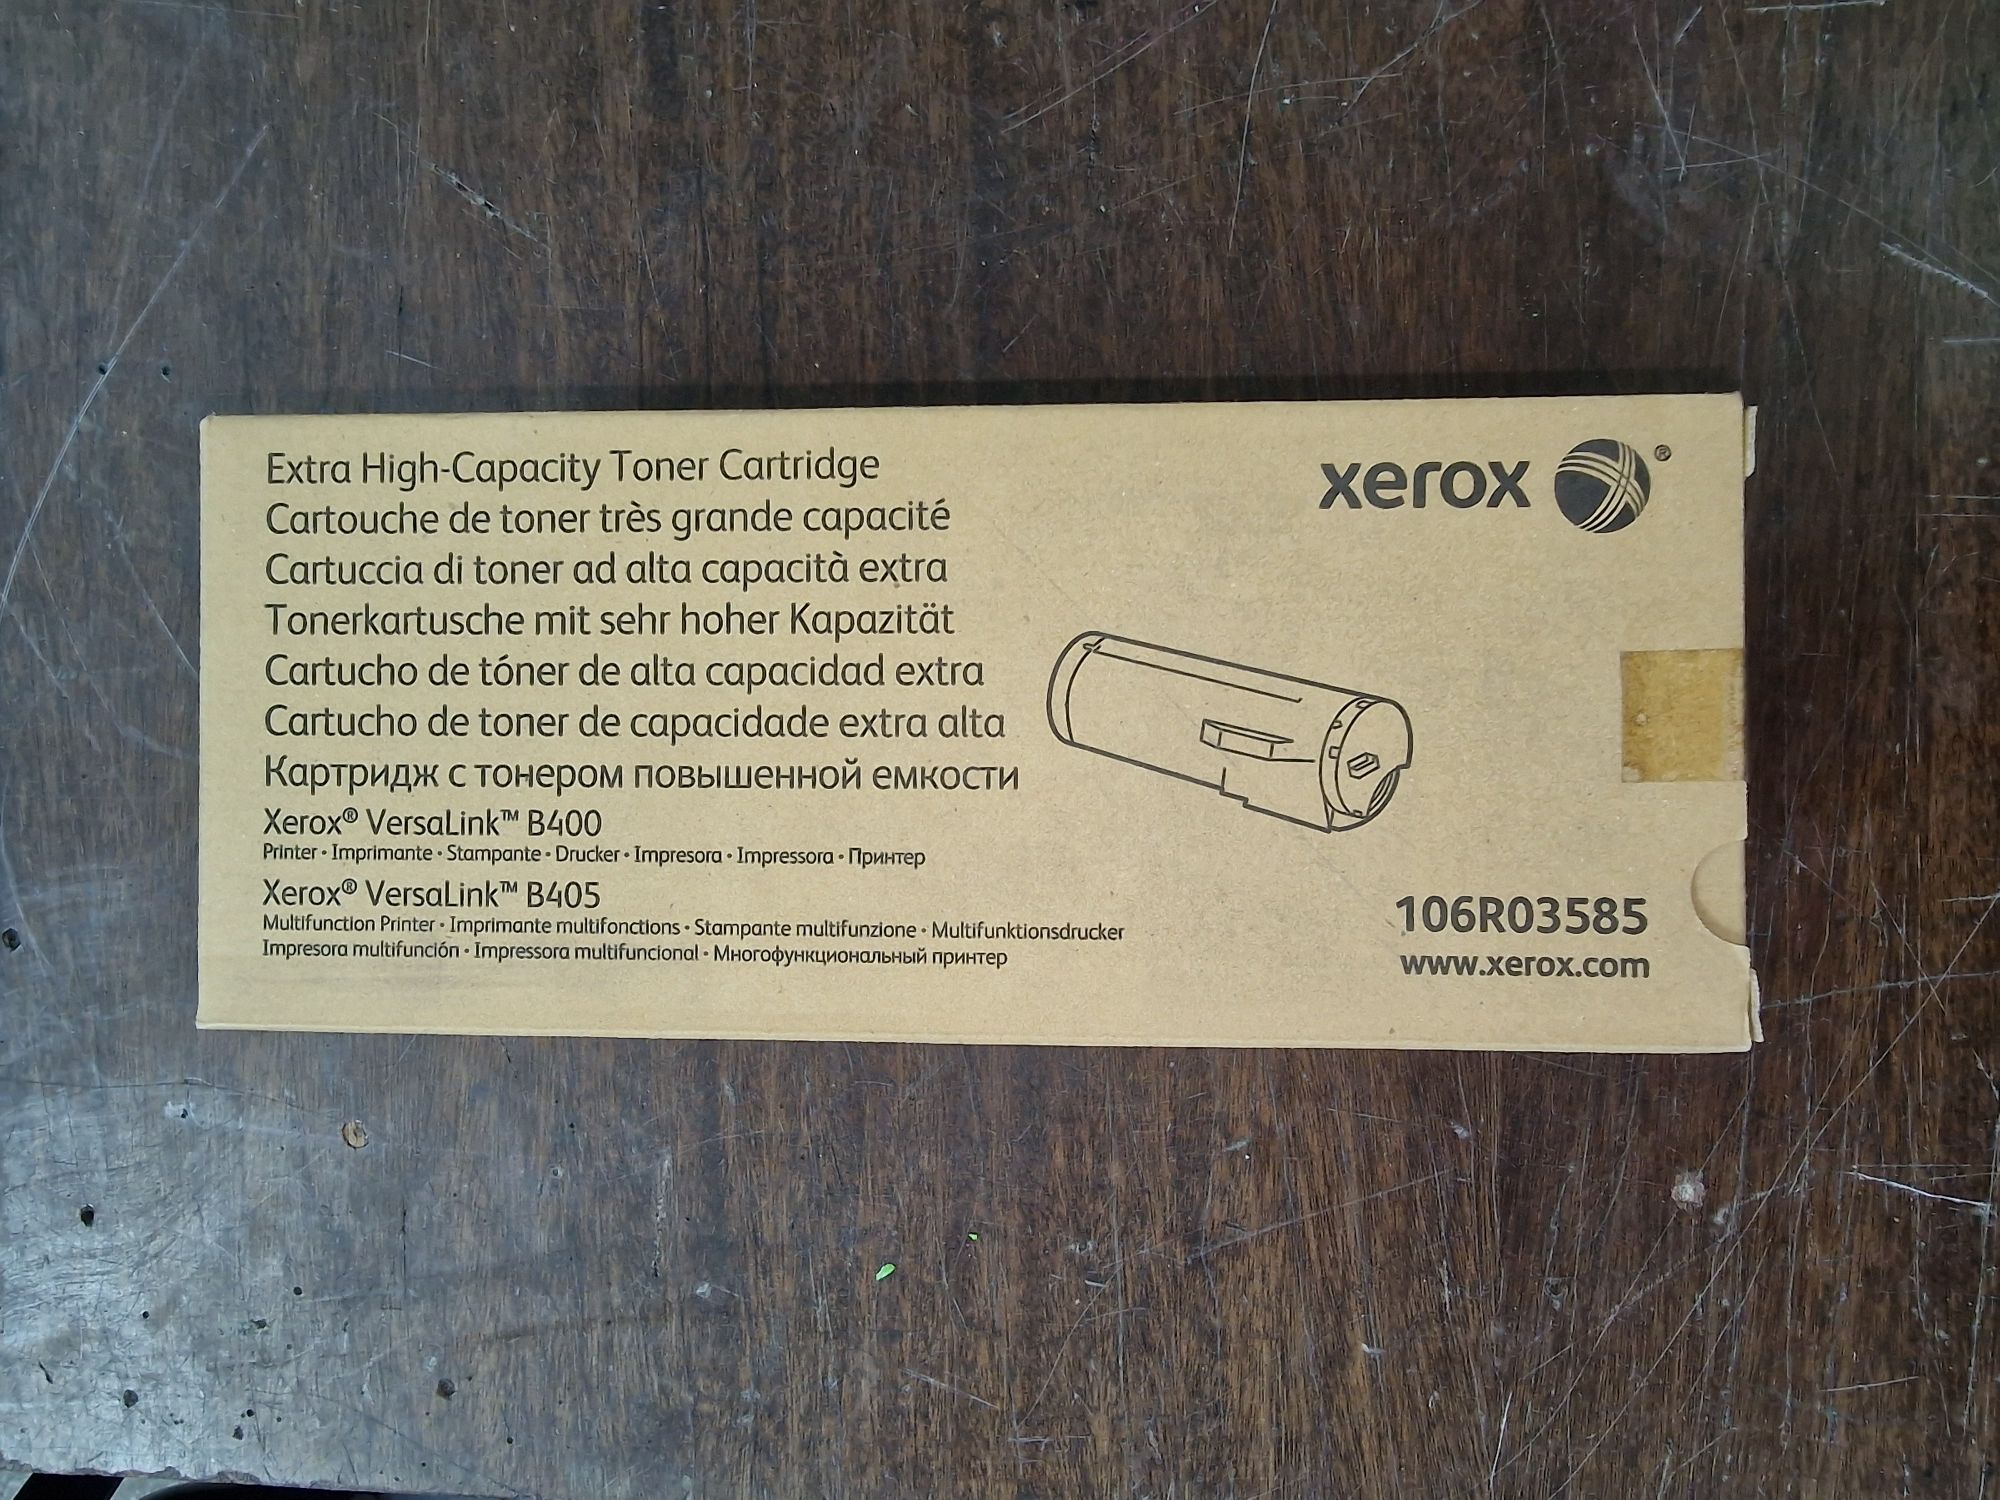 Extra High-Capacity Toner Cartridge
Cartouche de toner très grande capacité
Cartuccia di toner ad alta capacità extra
Tonerkartusche mit sehr hoher Kapazität
Cartucho de tóner de alta capacidad extra
Cartucho de toner de capacidade extra alta
Картридж с тонером повышенной емкости
Xerox® VersaLink™ B400
Printer • Imprimante • Stampante • Drucker • Impresora • Impressora • Принтер
Xerox® VersaLink™ B405
Multifunction Printer • Imprimante multifonctions • Stampante multifunzione • Multifunktionsdrucker
Impresora multifunción • Impressora multifuncional • Многофункциональный принтер
xerox ®
106R03585
www.xerox.com